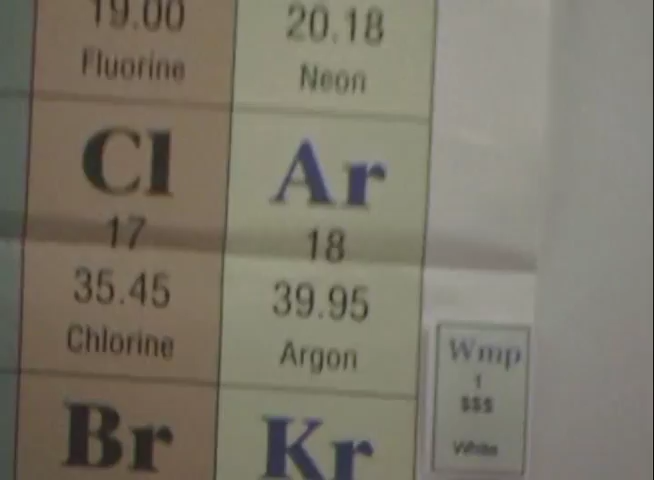 19.00
Fluorine
20.18
Neon
Cl
17
35.45
Chlorine
Ar
18
39.95
Argon
Br
Kr
Wmp
1
$$$
White